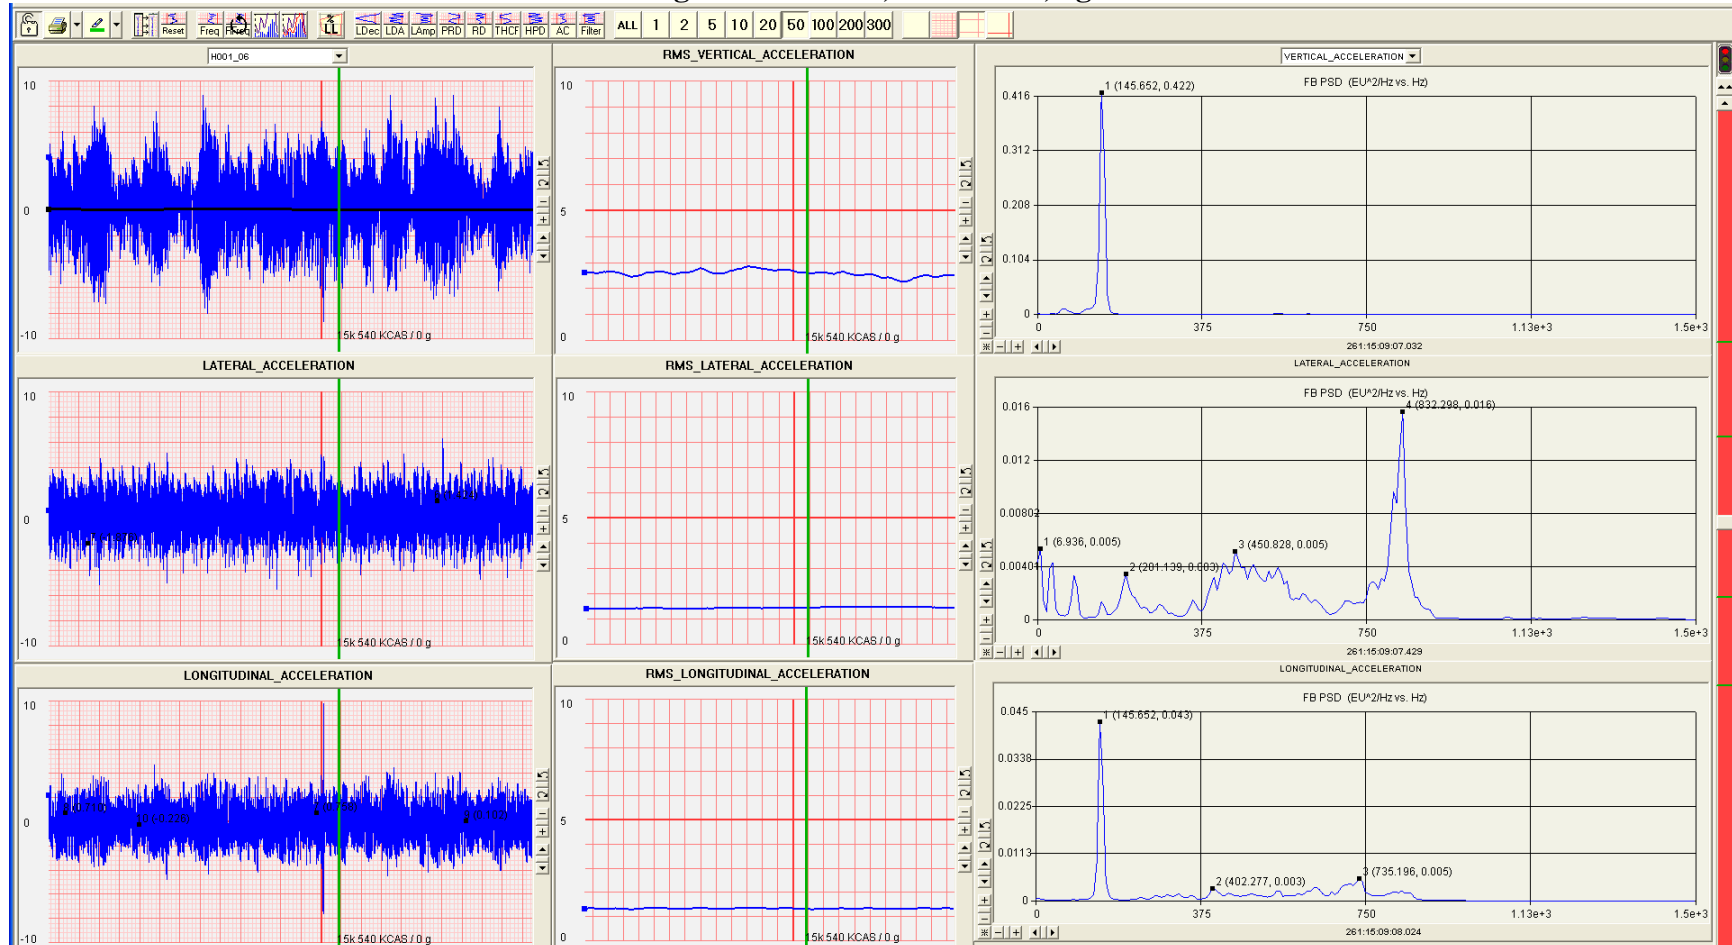 Reset Freq LL LDec LDA LAmp PRD RD THCF HPD AC Filter ALL 1 2 5 10 20 50 100 200 300
H001_06
10
0
-10
15k 540 KCAS / 0 g
RMS_VERTICAL_ACCELERATION
10
5
0
15k 540 KCAS / 0 g
VERTICAL_ACCELERATION
FB PSD (EU^2/Hz vs. Hz)
1 (145.652, 0.422)
0.416
0.312
0.208
0.104
0
0 375 750 1.13e+3 1.5e+3
261:15:09:07.032
LATERAL_ACCELERATION
10
0
-10
15k 540 KCAS / 0 g
RMS_LATERAL_ACCELERATION
10
5
0
15k 540 KCAS / 0 g
LATERAL_ACCELERATION
FB PSD (EU^2/Hz vs. Hz)
0.016
0.012
0.00802
0.00401
0
1 (6.936, 0.005)
2 (201.139, 0.003)
3 (450.828, 0.005)
4 (832.298, 0.016)
0 375 750 1.13e+3 1.5e+3
261:15:09:07.429
LONGITUDINAL_ACCELERATION
10
0
-10
15k 540 KCAS / 0 g
RMS_LONGITUDINAL_ACCELERATION
10
5
0
15k 540 KCAS / 0 g
LONGITUDINAL_ACCELERATION
FB PSD (EU^2/Hz vs. Hz)
0.045
0.0338
0.0225
0.0113
0
1 (145.652, 0.043)
2 (402.277, 0.003)
3 (735.196, 0.005)
0 375 750 1.13e+3 1.5e+3
261:15:09:08.024